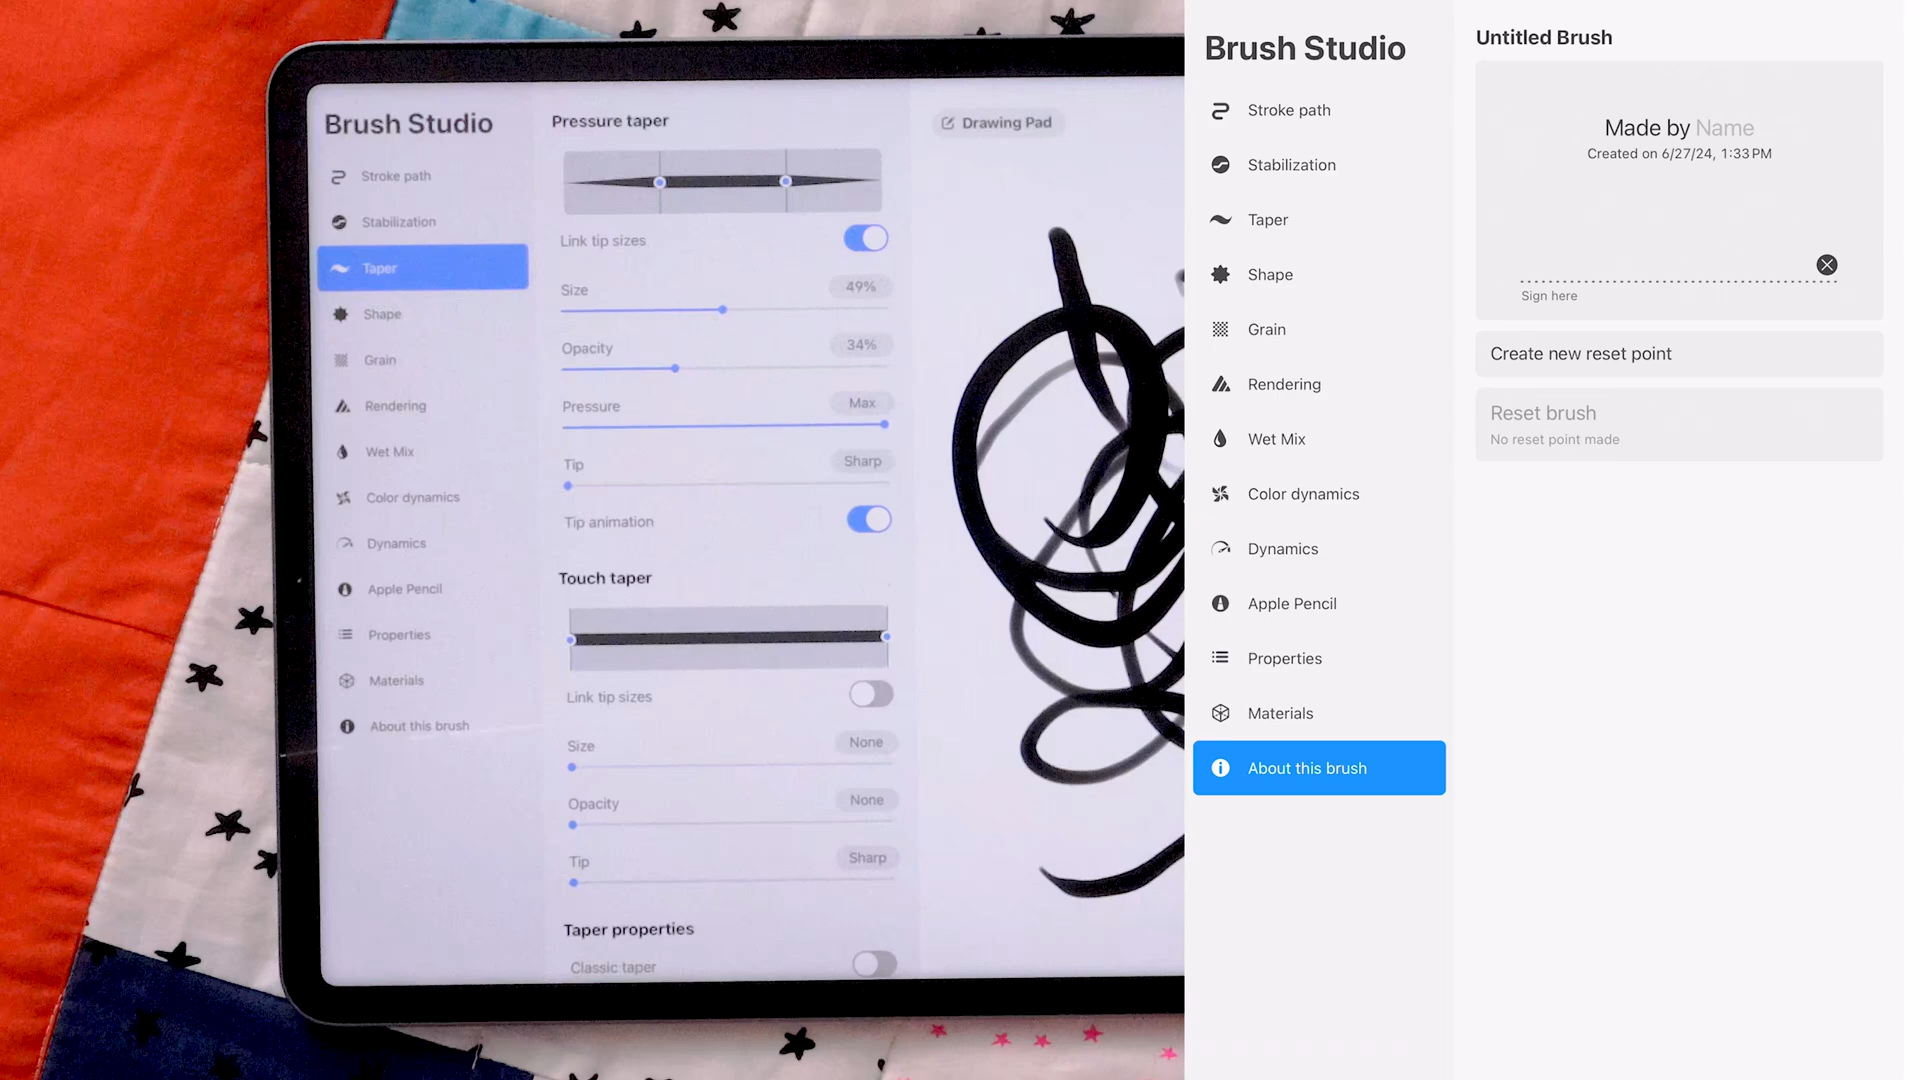 Brush Studio
Stroke path
Stabilization
Taper
Shape
Grain
Rendering
Wet Mix
Color dynamics
Dynamics
Apple Pencil
Properties
Materials
About this brush
Pressure taper
Link tip sizes
Size 49%
Opacity 34%
Pressure Max
Tip Sharp
Tip animation
Touch taper
Link tip sizes
Size None
Opacity None
Tip Sharp
Taper properties
Classic taper
Drawing Pad
Brush Studio
Stroke path
Stabilization
Taper
Shape
Grain
Rendering
Wet Mix
Color dynamics
Dynamics
Apple Pencil
Properties
Materials
About this brush
Untitled Brush
Made by Name
Created on 6/27/24, 1:33 PM
Sign here
Create new reset point
Reset brush
No reset point made